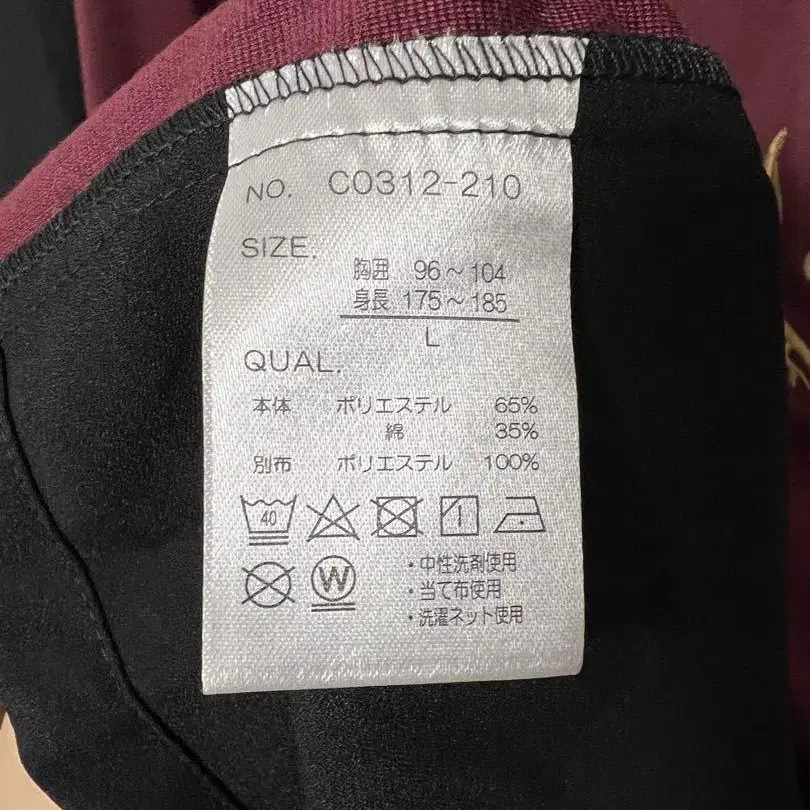 NO. CO312-210
SIZE.
胸囲 96～104
身長 175～185
L
QUAL.
本体 ポリエステル 65%
綿 35%
別布 ポリエステル 100%
40
W
・中性洗剤使用
・当て布使用
・洗濯ネット使用